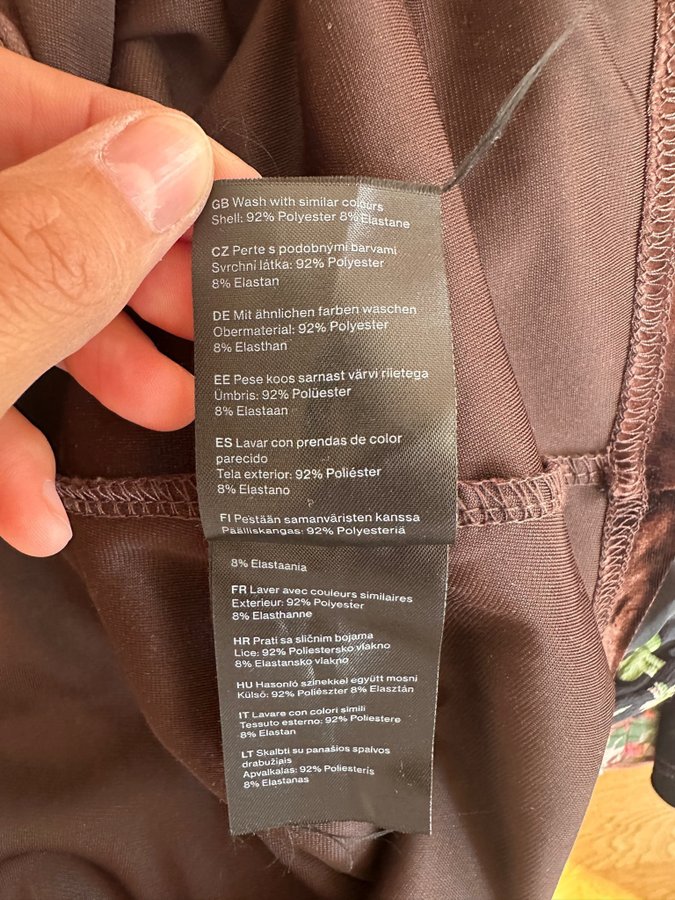 GB Wash with similar colours
Shell: 92% Polyester 8% Elastane
CZ Perte s podobnými barvami
Svrchní látka: 92% Polyester
8% Elastan
DE Mit ähnlichen farben waschen
Obermaterial: 92% Polyester
8% Elasthan
EE Pese koos sarnast värvi riietega
Ümbris: 92% Polüester
8% Elastaan
ES Lavar con prendas de color
parecido
Tela exterior: 92% Poliéster
8% Elastano
FI Pestään samanväristen kanssa
Päälliskangas: 92% Polyesteriä
8% Elastaania
FR Laver avec couleurs similaires
Exterieur: 92% Polyester
8% Elasthanne
HR Prati sa sličnim bojama
Lice: 92% Poliestersko vlakno
8% Elastansko vlakno
HU Hasonló szinekkel együtt mosni
Külső: 92% Poliészter 8% Elasztán
IT Lavare con colori simili
Tessuto esterno: 92% Poliestere
8% Elastan
LT Skalbti su panašios spalvos
drabužiais
Apvalkalas: 92% Poliesteris
8% Elastanas